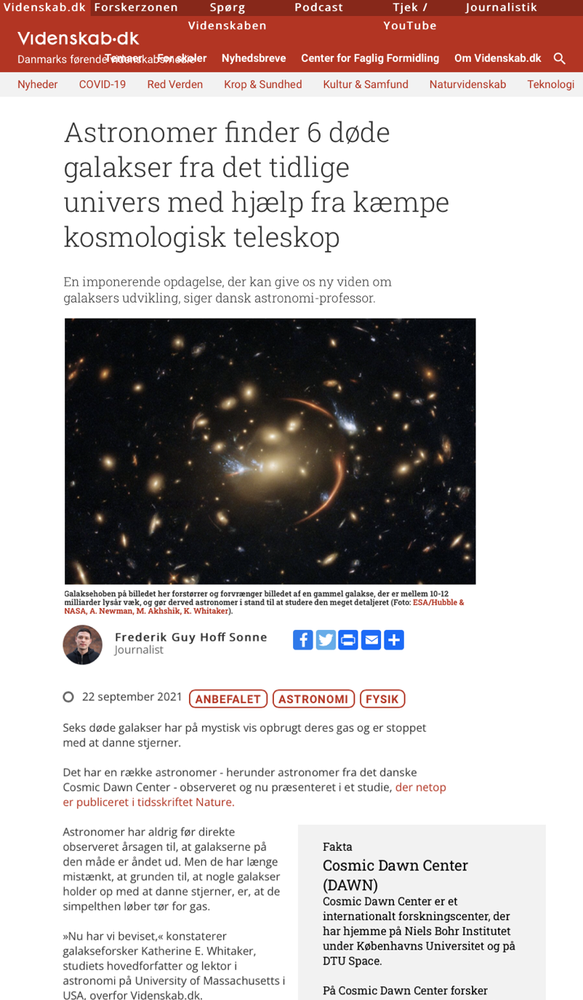 Videnskab.dk Forskerzonen Spørg Videnskaben Podcast Tjek / YouTube Journalistik
Videnskab·dk
Danmarks førende videnskabsmedie
Temaer For skoler Nyhedsbreve Center for Faglig Formidling Om Videnskab.dk
Nyheder COVID-19 Red Verden Krop & Sundhed Kultur & Samfund Naturvidenskab Teknologi
Astronomer finder 6 døde
galakser fra det tidlige
univers med hjælp fra kæmpe
kosmologisk teleskop
En imponerende opdagelse, der kan give os ny viden om
galaksers udvikling, siger dansk astronomi-professor.
Galaksehoben på billedet her forstørrer og forvrænger billedet af en gammel galakse, der er mellem 10-12
milliarder lysår væk, og gør derved astronomer i stand til at studere den meget detaljeret (Foto: ESA/Hubble &
NASA, A. Newman, M. Akhshik, K. Whitaker).
Frederik Guy Hoff Sonne
Journalist
22 september 2021 ANBEFALET ASTRONOMI FYSIK
Seks døde galakser har på mystisk vis opbrugt deres gas og er stoppet
med at danne stjerner.
Det har en række astronomer - herunder astronomer fra det danske
Cosmic Dawn Center - observeret og nu præsenteret i et studie, der netop
er publiceret i tidsskriftet Nature.
Astronomer har aldrig før direkte
observeret årsagen til, at galakserne på
den måde er åndet ud. Men de har længe
mistænkt, at grunden til, at nogle galakser
holder op med at danne stjerner, er, at de
simpelthen løber tør for gas.
»Nu har vi beviset,« konstaterer
galakseforsker Katherine E. Whitaker,
studiets hovedforfatter og lektor i
astronomi på University of Massachusetts i
USA, overfor Videnskab.dk.
Fakta
Cosmic Dawn Center
(DAWN)
Cosmic Dawn Center er et
internationalt forskningscenter, der
har hjemme på Niels Bohr Institutet
under Københavns Universitet og på
DTU Space.
På Cosmic Dawn Center forsker